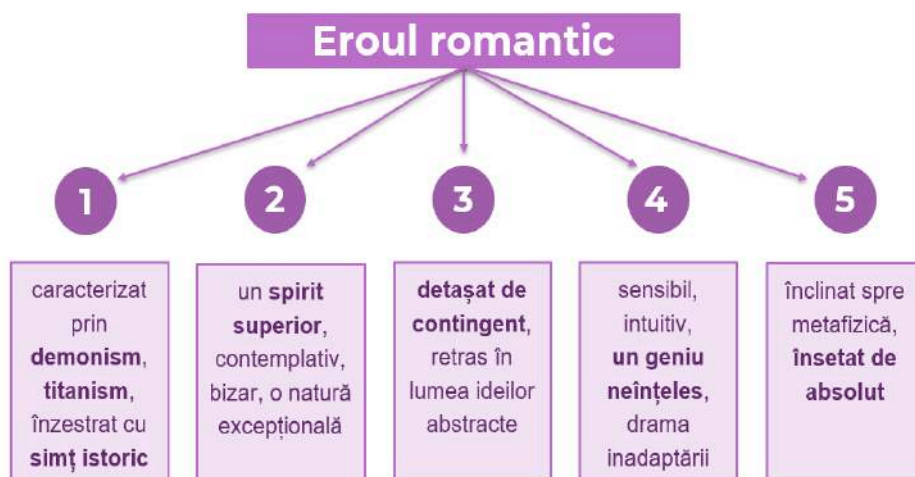 Eroul romantic
1
2
3
4
5
caracterizat
prin
demonism,
titanism,
înzestrat cu
simț istoric
un spirit
superior,
contemplativ,
bizar, o natură
excepțională
detașat de
contingent,
retras în
lumea ideilor
abstracte
sensibil,
intuitiv,
un geniu
neînțeles,
drama
inadaptării
înclinat spre
metafizică,
însetat de
absolut